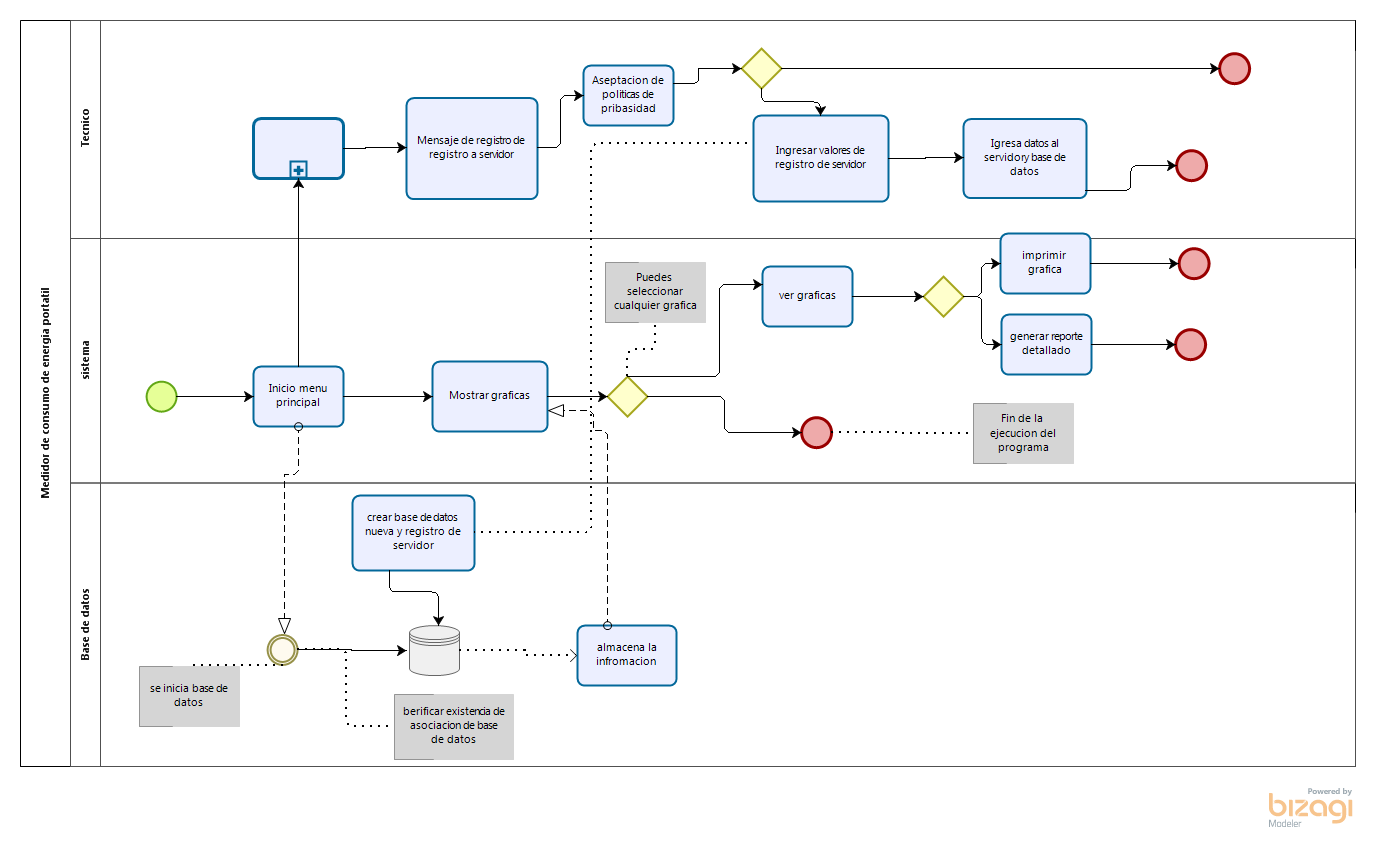 Medidor de consumo de energia portatil
Tecnico
Mensaje de registro de
registro a servidor
Aseptacion de
politicas de
pribasidad
Ingresar valores de
registro de servidor
Igresa datos al
servidor y base de
datos
sistema
Inicio menu
principal
Mostrar graficas
Puedes
seleccionar
cualquier grafica
ver graficas
imprimir
grafica
generar reporte
detallado
Fin de la
ejecucion del
programa
Base de datos
crear base de datos
nueva y registro de
servidor
se inicia base de
datos
berificar existencia de
asociacion de base
de datos
almacena la
infromacion
Powered by
bizagi
Modeler